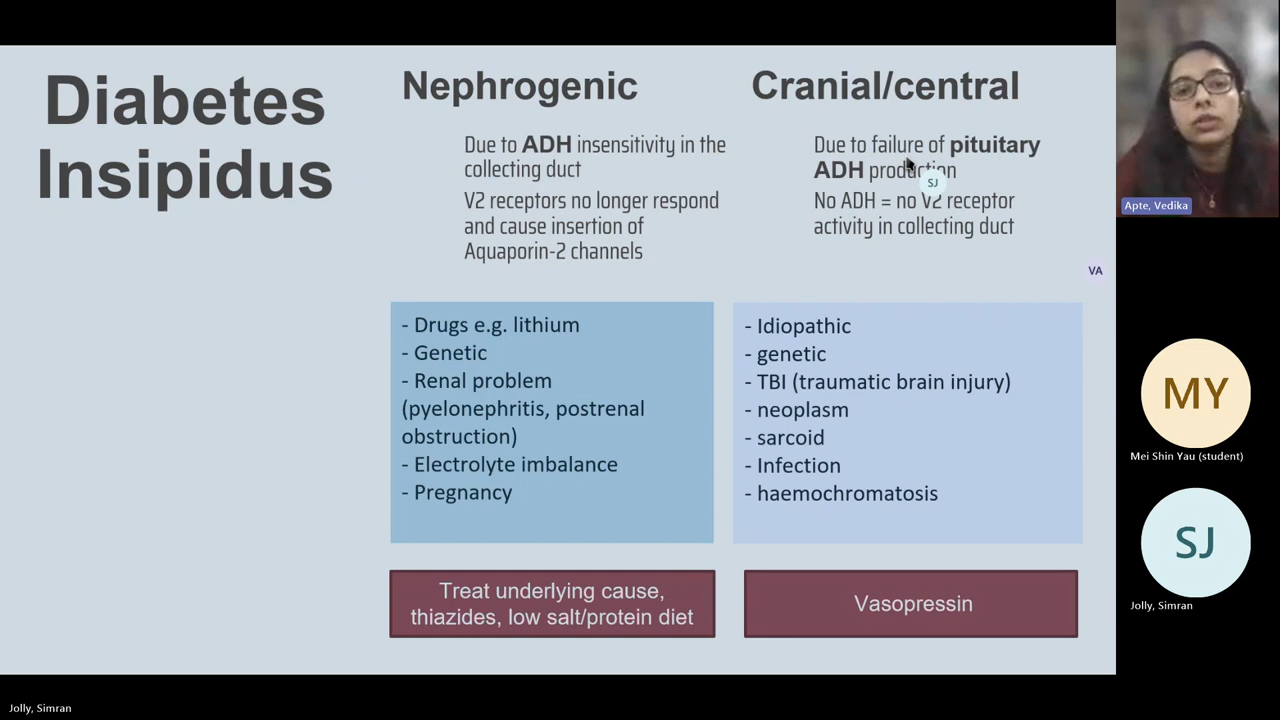 Diabetes
Insipidus
Nephrogenic
Due to ADH insensitivity in the
collecting duct
V2 receptors no longer respond
and cause insertion of
Aquaporin-2 channels
- Drugs e.g. lithium
- Genetic
- Renal problem
(pyelonephritis, postrenal
obstruction)
- Electrolyte imbalance
- Pregnancy
Treat underlying cause,
thiazides, low salt/protein diet
Cranial/central
Due to failure of pituitary
ADH production
No ADH = no V2 receptor
activity in collecting duct
- Idiopathic
- genetic
- TBI (traumatic brain injury)
- neoplasm
- sarcoid
- Infection
- haemochromatosis
Vasopressin
SJ
VA
Apte, Vedika
MY
Mei Shin Yau (student)
SJ
Jolly, Simran
Jolly, Simran